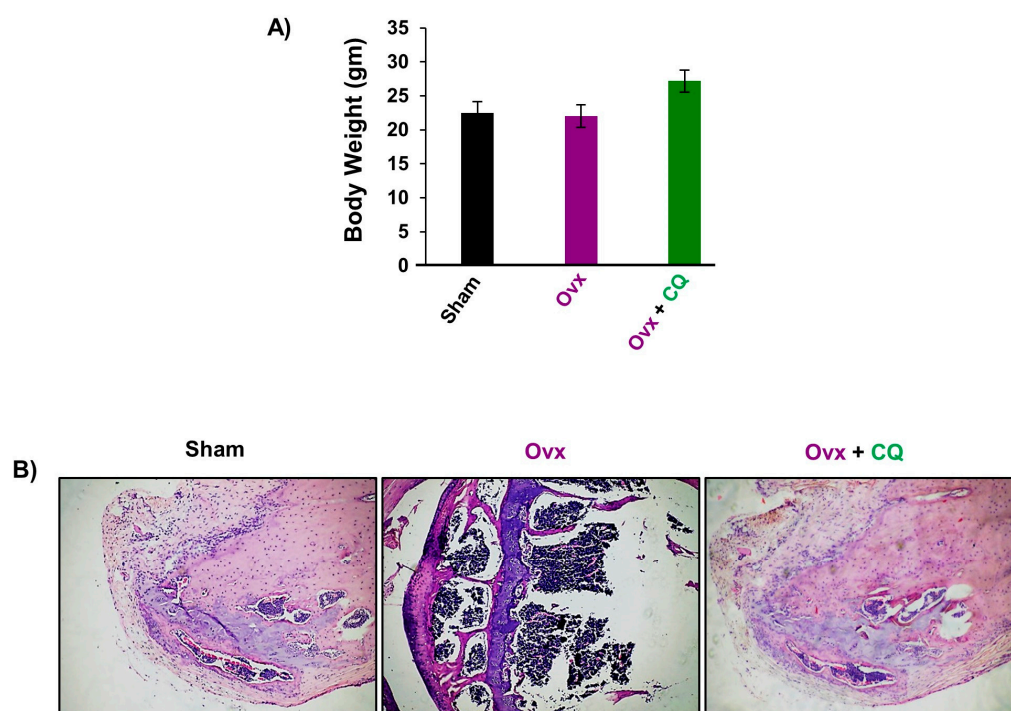 A)
Body Weight (gm)
35
30
25
20
15
10
5
0
Sham
Ovx
Ovx + CQ
B)
Sham
Ovx
Ovx + CQ